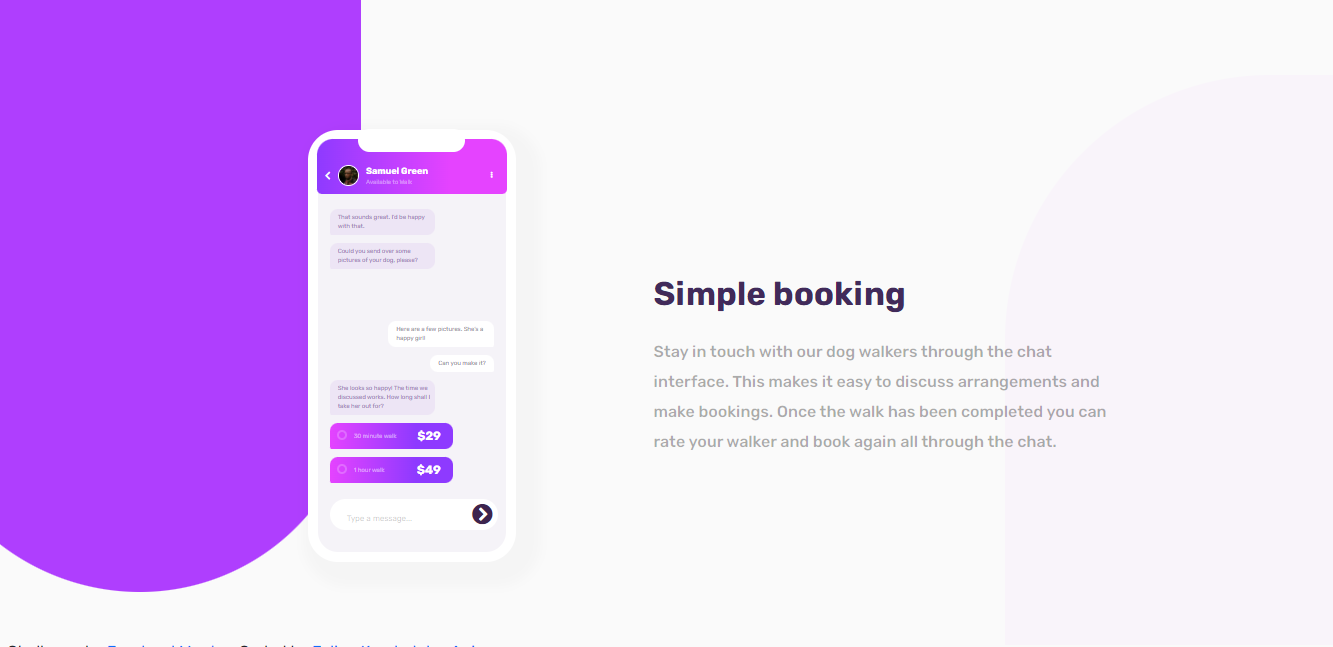 Samuel Green
Available to Walk
That sounds great. I'd be happy
with that.
Could you send over some
pictures of your dog, please?
Here are a few pictures. She's a
happy girl!
Can you make it?
She looks so happy! The time we
discussed works. How long shall I
take her out for?
30 minute walk $29
1 hour walk $49
Type a message...
Simple booking
Stay in touch with our dog walkers through the chat
interface. This makes it easy to discuss arrangements and
make bookings. Once the walk has been completed you can
rate your walker and book again all through the chat.